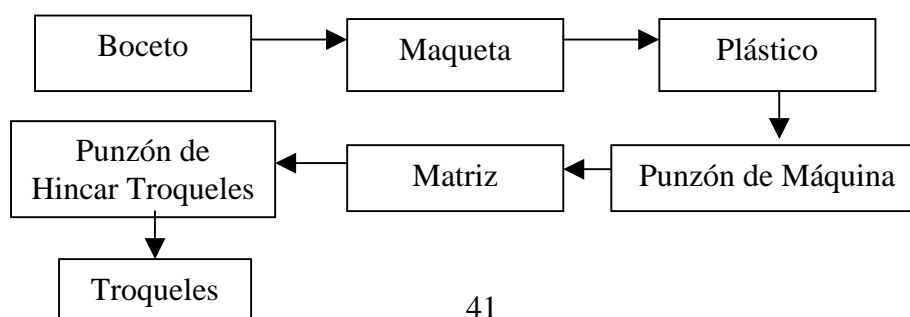 Boceto
Maqueta
Plástico
Punzón de Máquina
Matriz
Punzón de
Hincar Troqueles
Troqueles
41